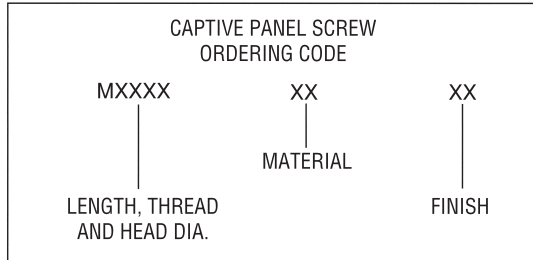 CAPTIVE PANEL SCREW
ORDERING CODE
MXXXX XX XX
MATERIAL
LENGTH, THREAD FINISH
AND HEAD DIA.